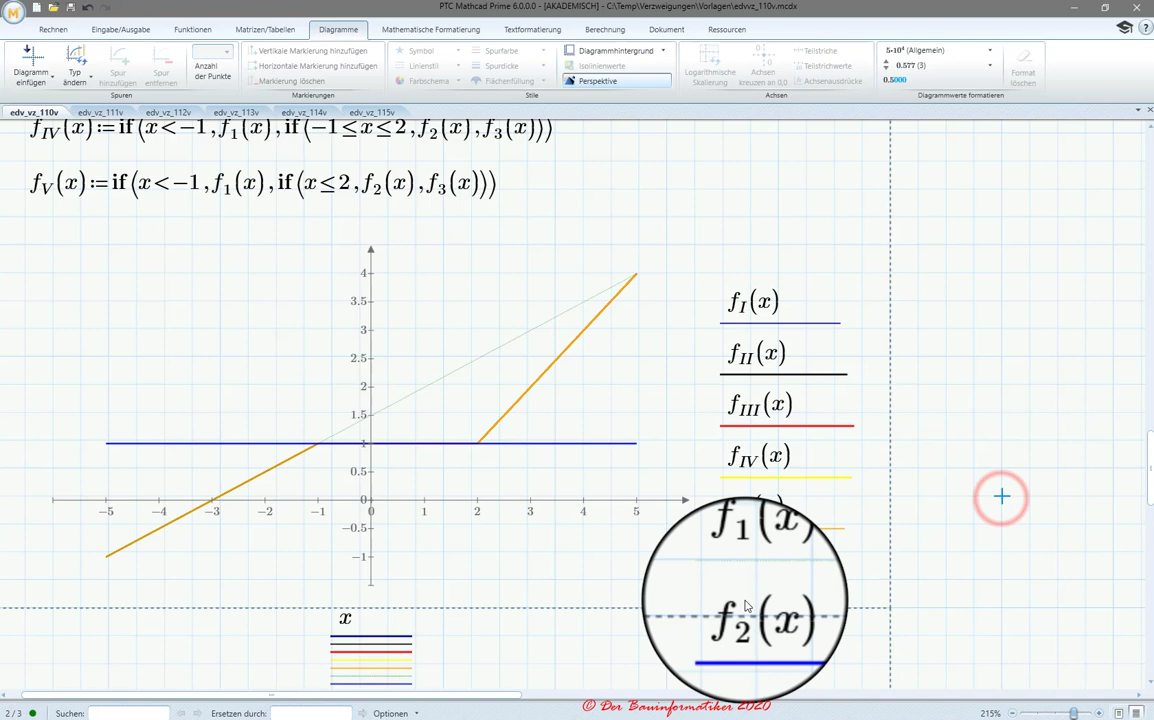 PTC Mathcad Prime 6.0.0.0 - [AKADEMISCH] - C:\Temp\Verzweigungen\Vorlagen\edvvz_110v.mcdx
Rechnen Eingabe/Ausgabe Funktionen Matrizen/Tabellen Diagramme Mathematische Formatierung Textformatierung Berechnung Dokument Ressourcen
Diagramm einfügen Typ ändern Spur hinzufügen Spur entfernen Anzahl der Punkte
Spuren
Vertikale Markierung hinzufügen
Horizontale Markierung hinzufügen
Markierung löschen
Markierungen
Symbol Spurfarbe Diagrammhintergrund
Linienstil Spurdicke Isolinienwerte
Farbschema Flächenfüllung Perspektive
Stile
Logarithmische Skalierung Achsen kreuzen an 0,0
Teilstriche
Teilstrichwerte
Achsenausdrücke
Achsen
5·10⁴ (Allgemein)
0.577 (3)
0.5000
Format löschen
Diagrammwerte formatieren
edv_vz_110v edv_vz_111v edv_vz_112v edv_vz_113v edv_vz_114v edv_vz_115v
f_IV(x):=if(x<-1,f_1(x),if(-1≤x≤2,f_2(x),f_3(x)))
f_V(x):=if(x<-1,f_1(x),if(x≤2,f_2(x),f_3(x)))
4
3.5
3
2.5
2
1.5
1
0.5
0
-0.5
-1
-5 -4 -3 -2 -1 0 1 2 3 4 5
x
f_I(x)
f_II(x)
f_III(x)
f_IV(x)
f_1(x)
f_2(x)
2 / 3 Suchen: Ersetzen durch: Optionen 215%
© Der Bauinformatiker 2020